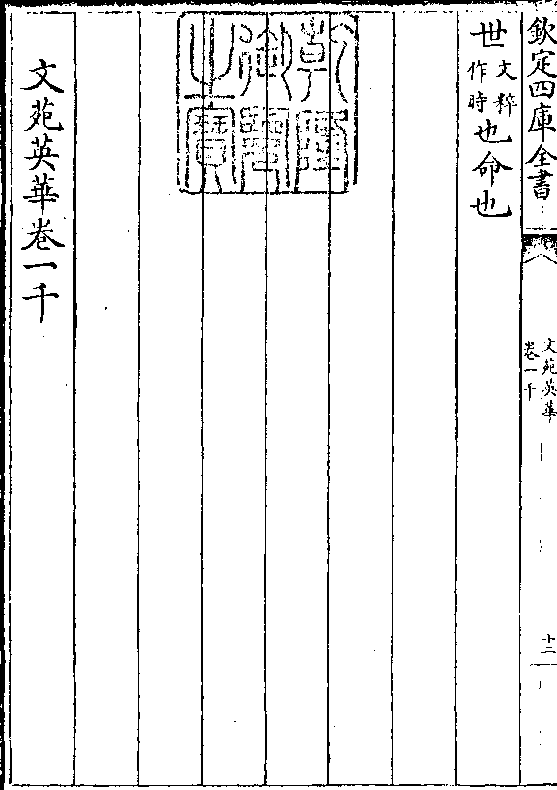 欽定四庫全書
文苑英華
卷一千
十二
世文粹作時也命也
乾隆御覽之寶
文苑英華卷一千